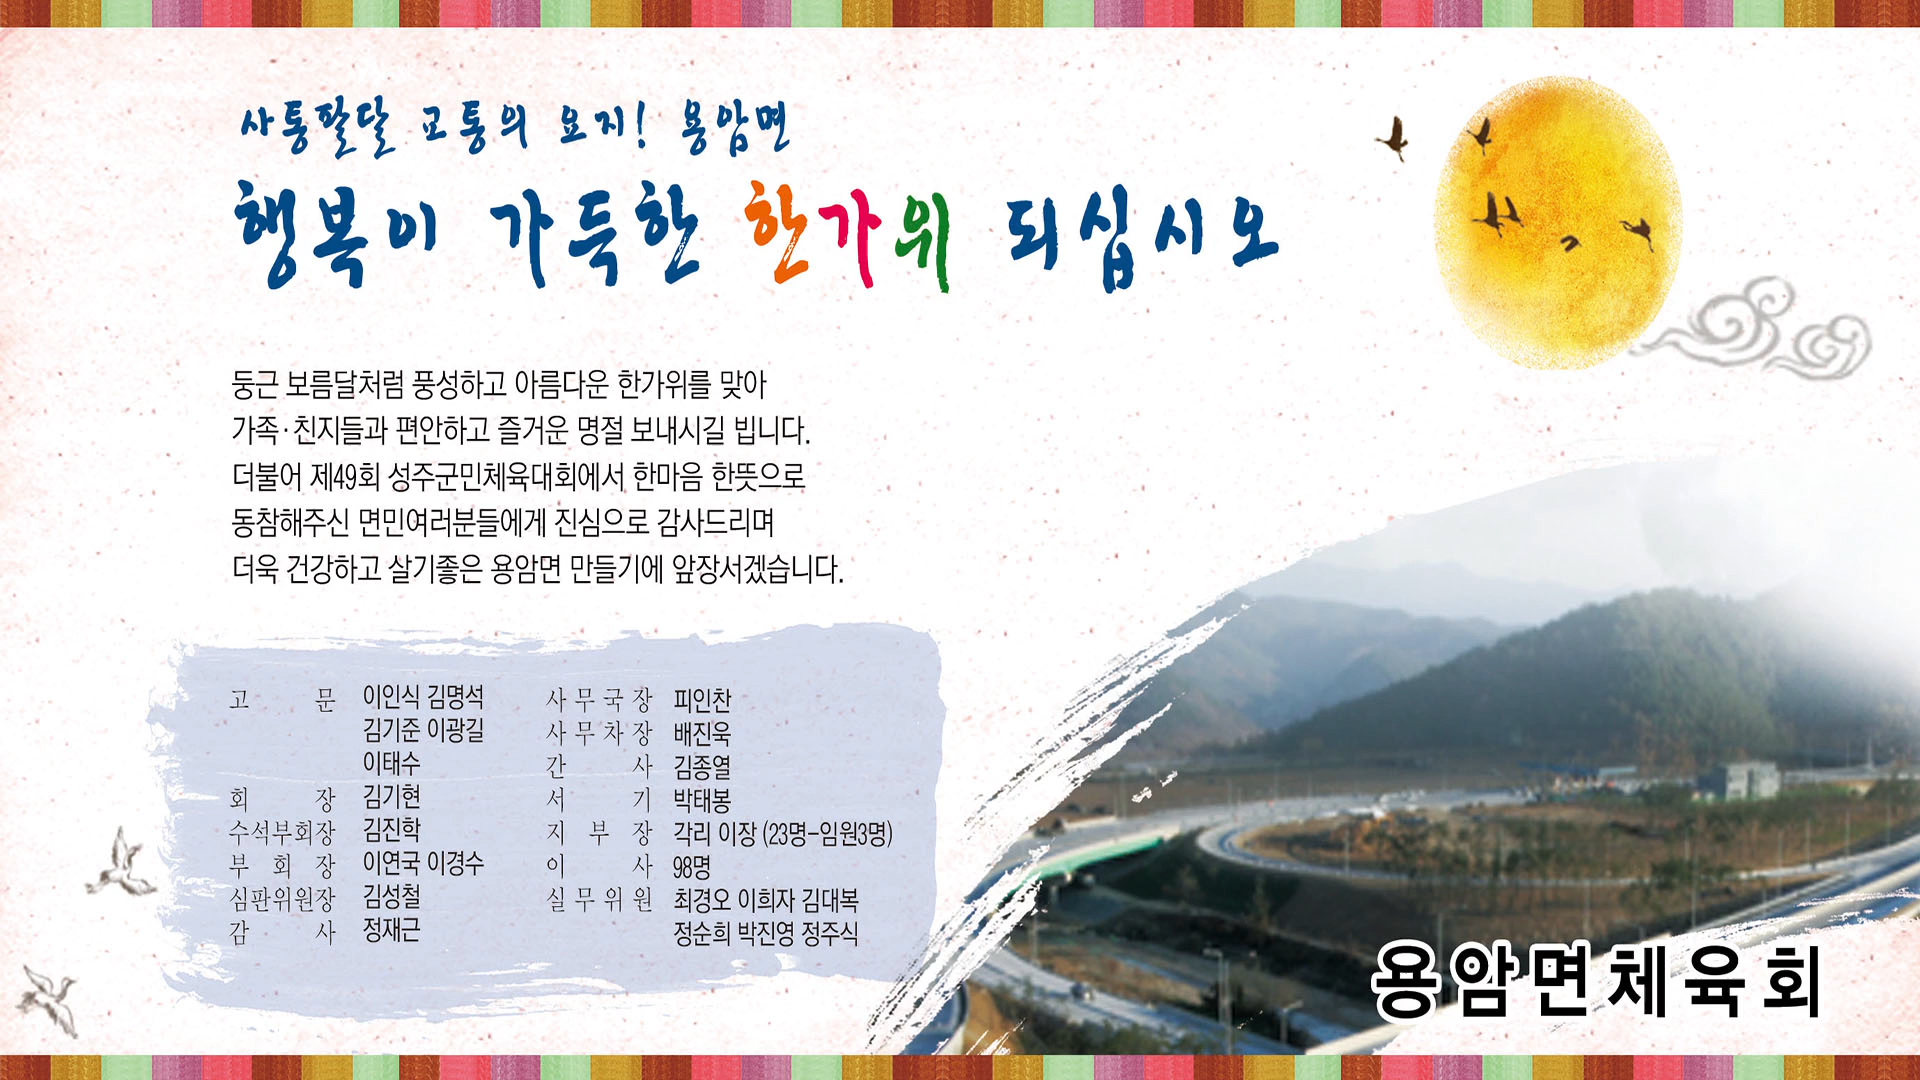 사통팔달 교통의 요지! 용암면
행복이 가득한 한가위 되십시오
둥근 보름달처럼 풍성하고 아름다운 한가위를 맞아
가족·친지들과 편안하고 즐거운 명절 보내시길 빕니다.
더불어 제49회 성주군민체육대회에서 한마음 한뜻으로
동참해주신 면민여러분들에게 진심으로 감사드리며
더욱 건강하고 살기좋은 용암면 만들기에 앞장서겠습니다.
고 문 이인식 김명석
김기준 이광길
이태수
회 장 김기현
수석부회장 김진학
부 회 장 이연국 이경수
심판위원장 김성철
감 사 정재근
사무국장 피인찬
사무차장 배진욱
간 사 김종열
서 기 박태봉
지 부 장 각리 이장 (23명-임원3명)
이 사 98명
실무위원 최경오 이희자 김대복
정순희 박진영 정주식
용암면체육회